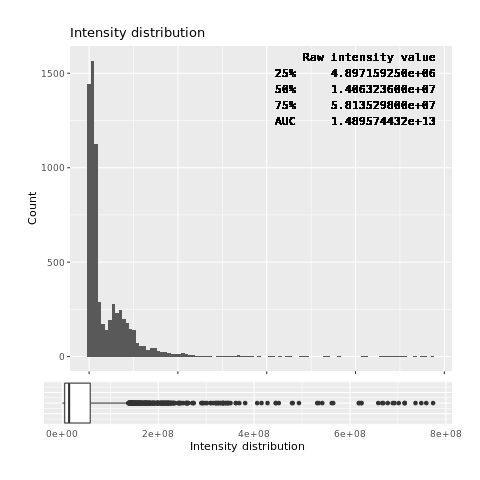 Intensity distribution
Raw intensity value
25% 4.897159250e+06
50% 1.406323600e+07
75% 5.813529800e+07
AUC 1.489574432e+13
1500
1000
500
0
Count
0e+00 2e+08 4e+08 6e+08 8e+08
Intensity distribution